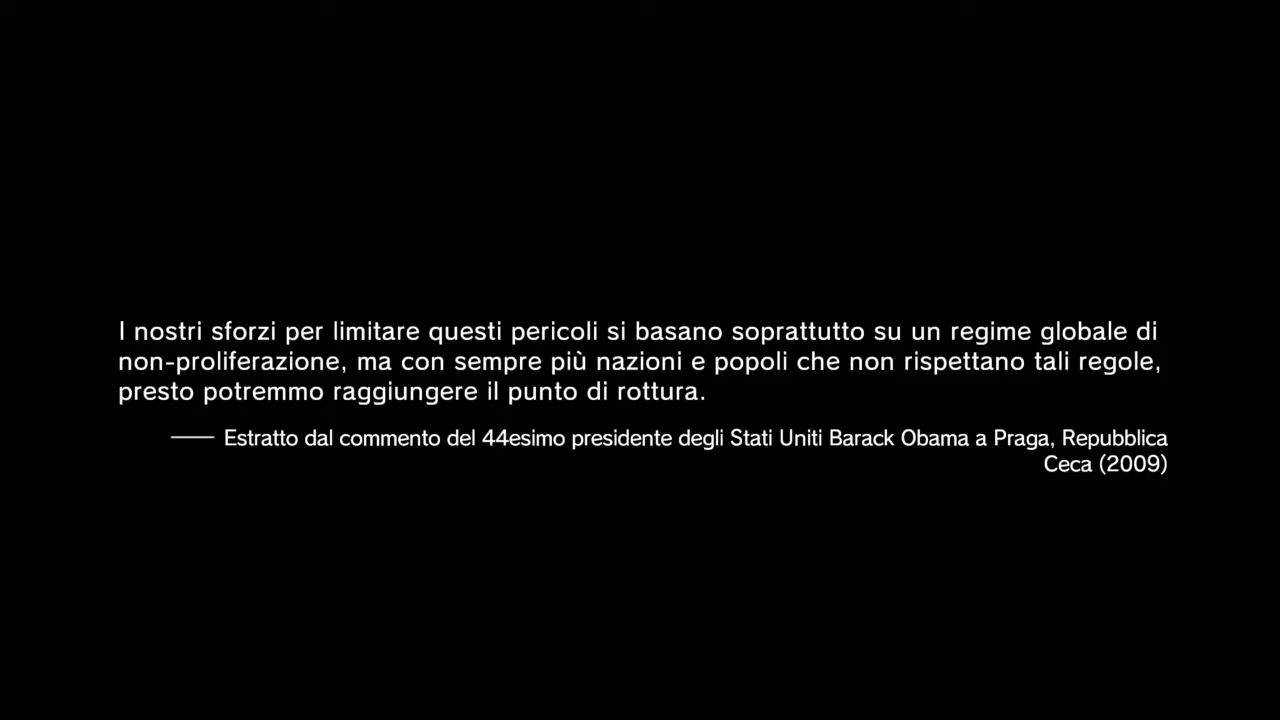 I nostri sforzi per limitare questi pericoli si basano soprattutto su un regime globale di
non-proliferazione, ma con sempre più nazioni e popoli che non rispettano tali regole,
presto potremmo raggiungere il punto di rottura.
—— Estratto dal commento del 44esimo presidente degli Stati Uniti Barack Obama a Praga, Repubblica
Ceca (2009)